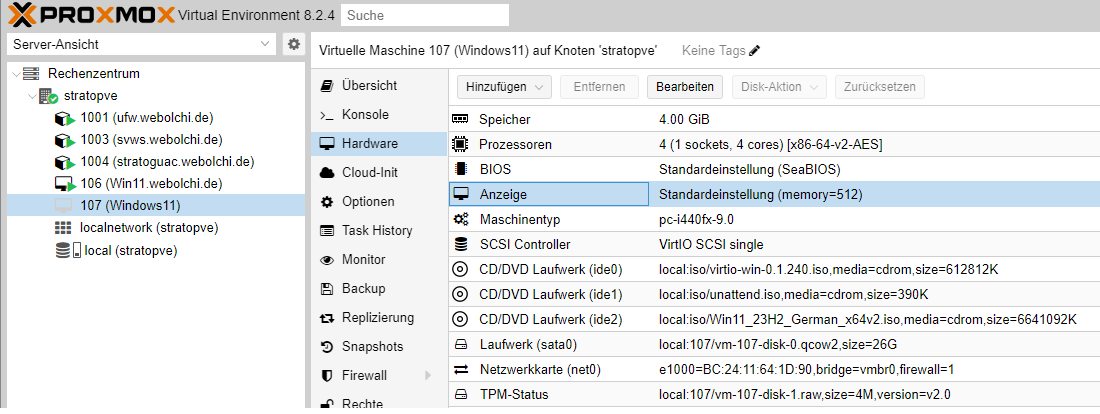 PROXMOX Virtual Environment 8.2.4 Suche
Server-Ansicht
Rechenzentrum
stratopve
1001 (ufw.webolchi.de)
1003 (svws.webolchi.de)
1004 (stratoguac.webolchi.de)
106 (Win11.webolchi.de)
107 (Windows11)
localnetwork (stratopve)
local (stratopve)
Virtuelle Maschine 107 (Windows11) auf Knoten 'stratopve' Keine Tags
Übersicht
Konsole
Hardware
Cloud-Init
Optionen
Task History
Monitor
Backup
Replizierung
Snapshots
Firewall
Rechte
Hinzufügen Entfernen Bearbeiten Disk-Aktion Zurücksetzen
Speicher 4.00 GiB
Prozessoren 4 (1 sockets, 4 cores) [x86-64-v2-AES]
BIOS Standardeinstellung (SeaBIOS)
Anzeige Standardeinstellung (memory=512)
Maschinentyp pc-i440fx-9.0
SCSI Controller VirtIO SCSI single
CD/DVD Laufwerk (ide0) local:iso/virtio-win-0.1.240.iso,media=cdrom,size=612812K
CD/DVD Laufwerk (ide1) local:iso/unattend.iso,media=cdrom,size=390K
CD/DVD Laufwerk (ide2) local:iso/Win11_23H2_German_x64v2.iso,media=cdrom,size=6641092K
Laufwerk (sata0) local:107/vm-107-disk-0.qcow2,size=26G
Netzwerkkarte (net0) e1000=BC:24:11:64:1D:90,bridge=vmbr0,firewall=1
TPM-Status local:107/vm-107-disk-1.raw,size=4M,version=v2.0